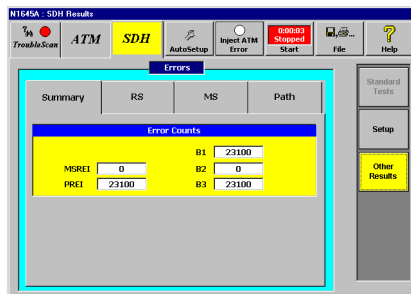 N1645A : SDH Results
TroubleScan
ATM
SDH
AutoSetup
Inject ATM
Error
0:00:03
Stopped
Start
File
Help
Errors
Summary
RS
MS
Path
Error Counts
B1 23100
MSREI 0 B2 0
PREI 23100 B3 23100
Standard
Tests
Setup
Other
Results